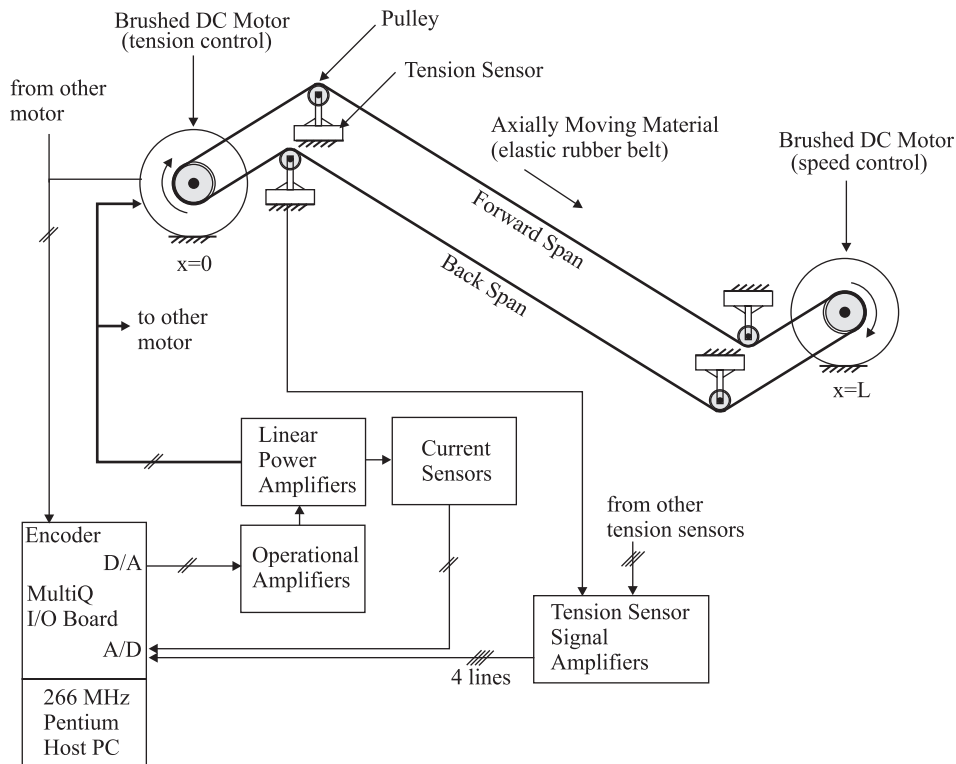 Brushed DC Motor
(tension control)
Pulley
Tension Sensor
from other
motor
Axially Moving Material
(elastic rubber belt)
Brushed DC Motor
(speed control)
Forward Span
Back Span
x=0
x=L
to other
motor
Linear
Power
Amplifiers
Current
Sensors
from other
tension sensors
Encoder
D/A
MultiQ
I/O Board
A/D
Operational
Amplifiers
Tension Sensor
Signal
Amplifiers
4 lines
266 MHz
Pentium
Host PC